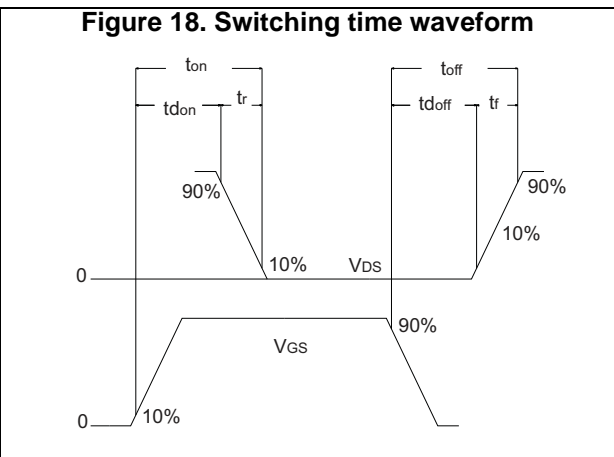 Figure 18. Switching time waveform
ton toff
tdon tr tdoff tf
90% 90%
10%
10% VDS
0
90%
VGS
0 10%